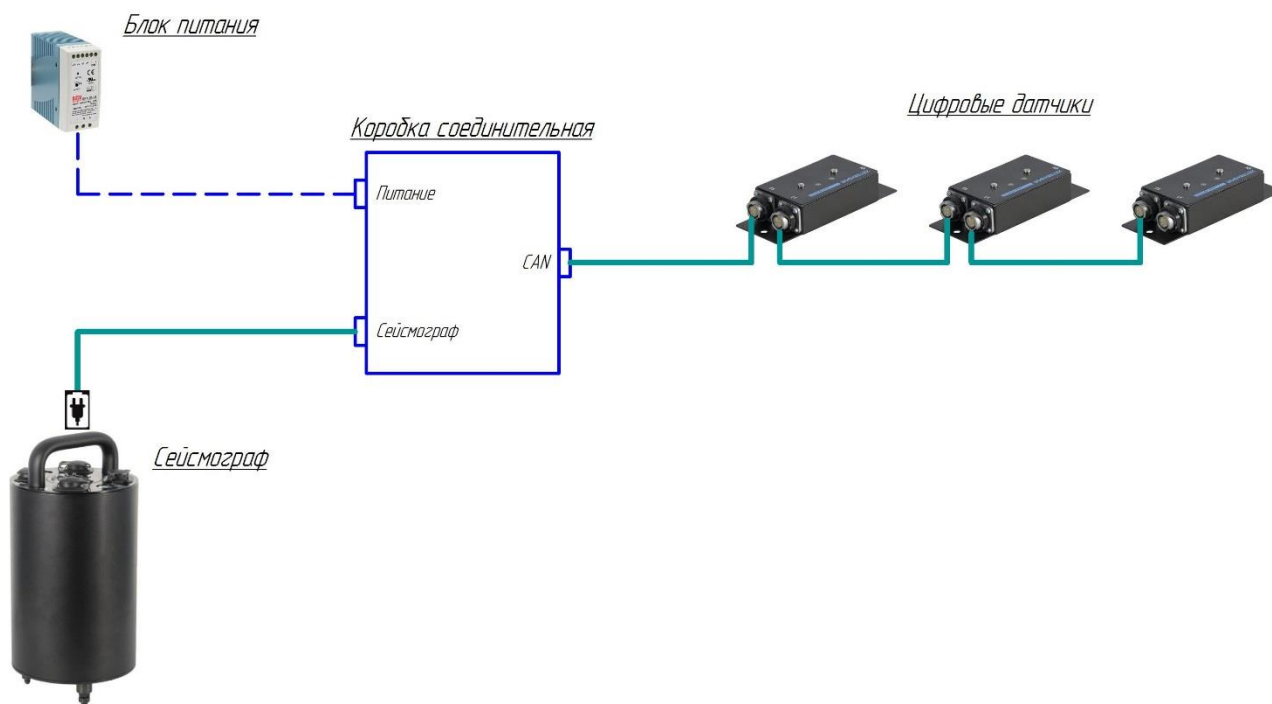 Блок питания
Коробка соединительная
Цифровые датчики
Питание
CAN
Сейсмограф
Сейсмограф